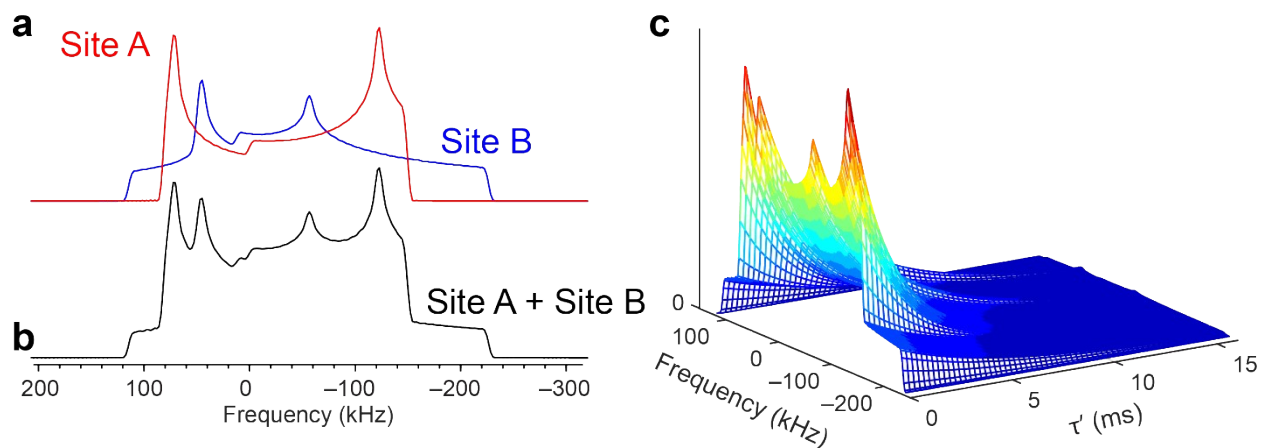 a
Site A
Site B
b
Site A + Site B
200 100 0 –100 –200 –300
Frequency (kHz)
c
0
100
0
–100
–200
Frequency (kHz)
0
5
10
15
τ′ (ms)